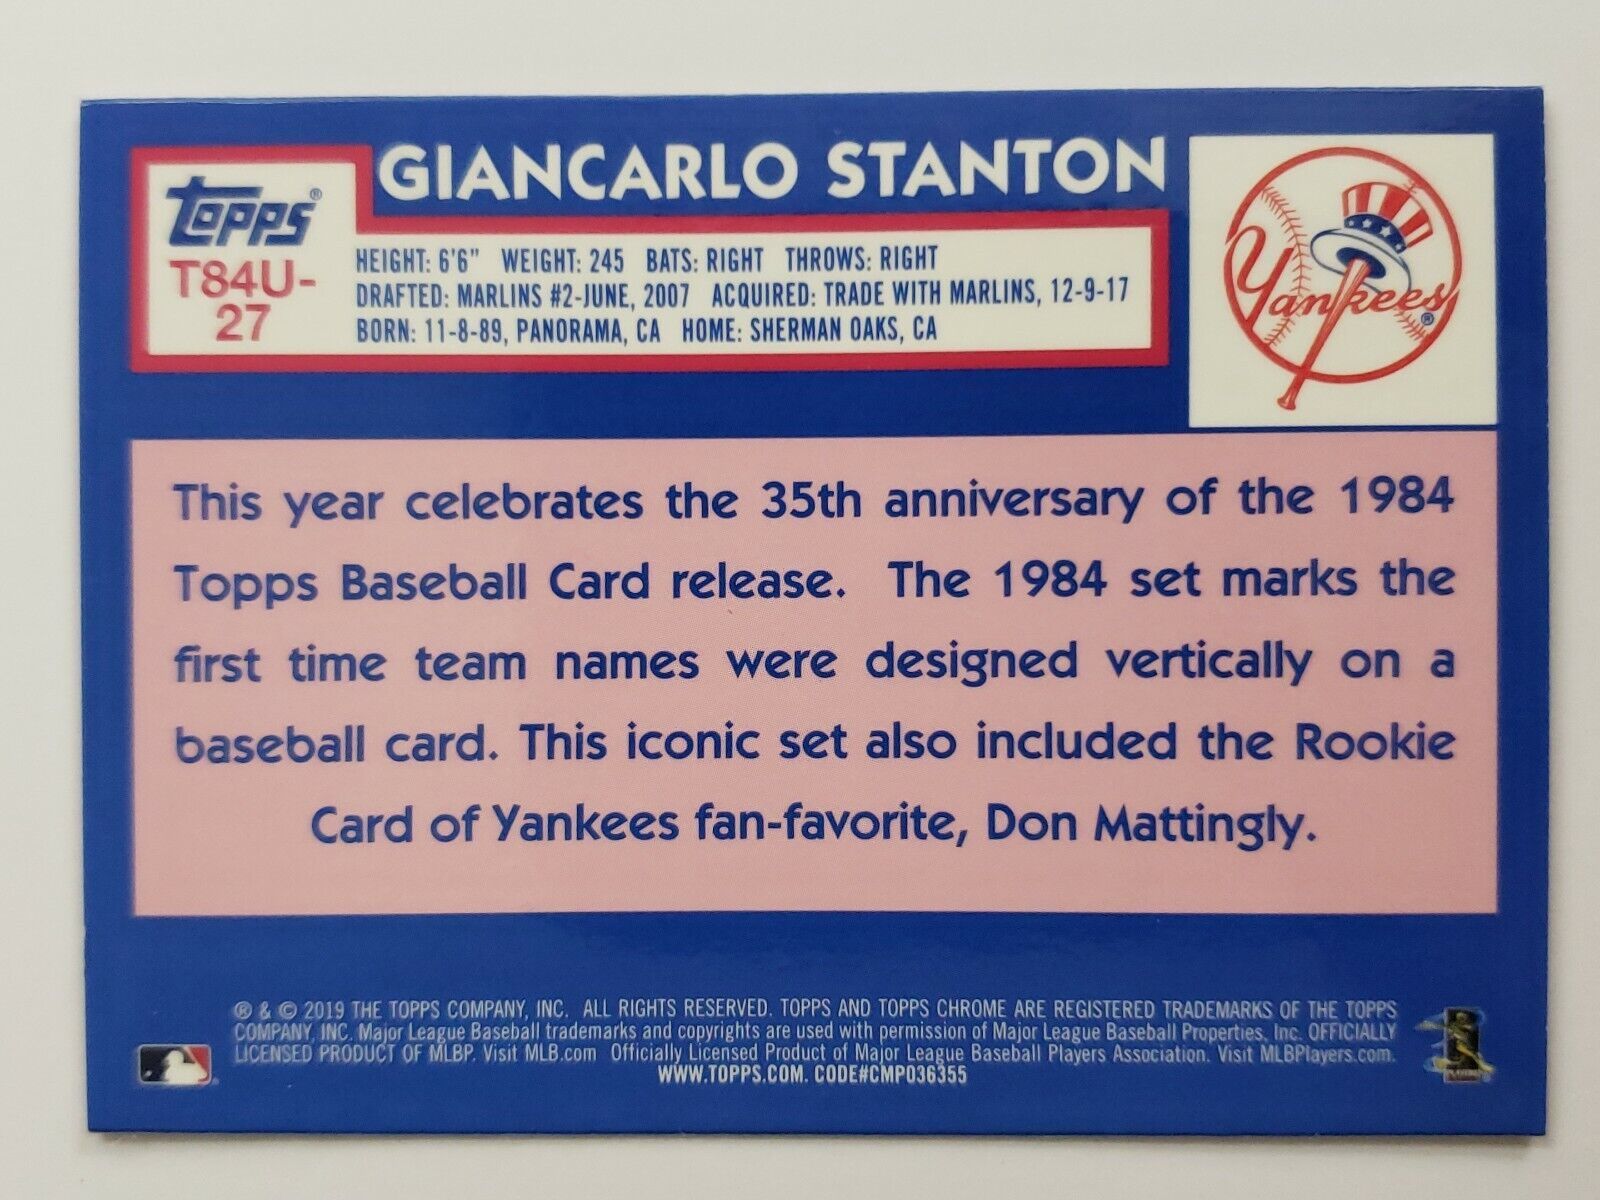 GIANCARLO STANTON
Topps®
T84U-
27
HEIGHT: 6'6" WEIGHT: 245 BATS: RIGHT THROWS: RIGHT
DRAFTED: MARLINS #2-JUNE, 2007 ACQUIRED: TRADE WITH MARLINS, 12-9-17
BORN: 11-8-89, PANORAMA, CA HOME: SHERMAN OAKS, CA
Yankees®
This year celebrates the 35th anniversary of the 1984
Topps Baseball Card release. The 1984 set marks the
first time team names were designed vertically on a
baseball card. This iconic set also included the Rookie
Card of Yankees fan-favorite, Don Mattingly.
® & © 2019 THE TOPPS COMPANY, INC. ALL RIGHTS RESERVED. TOPPS AND TOPPS CHROME ARE REGISTERED TRADEMARKS OF THE TOPPS
COMPANY, INC. Major League Baseball trademarks and copyrights are used with permission of Major League Baseball Properties, Inc. OFFICIALLY
LICENSED PRODUCT OF MLBP. Visit MLB.com Officially Licensed Product of Major League Baseball Players Association. Visit MLBPlayers.com.
WWW.TOPPS.COM. CODE#CMP036355